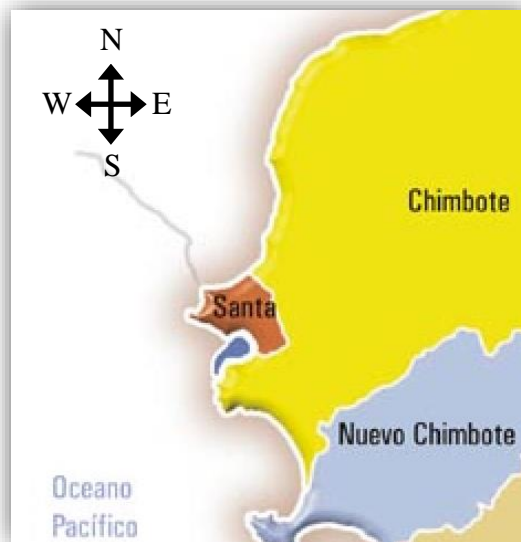 N
W E
S
Chimbote
Santa
Nuevo Chimbote
Oceano
Pacífico